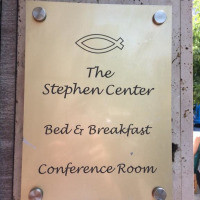 The
Stephen Center
Bed & Breakfast
Conference Room